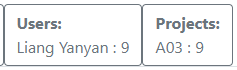 Users:
Liang Yanyan : 9
Projects:
A03 : 9